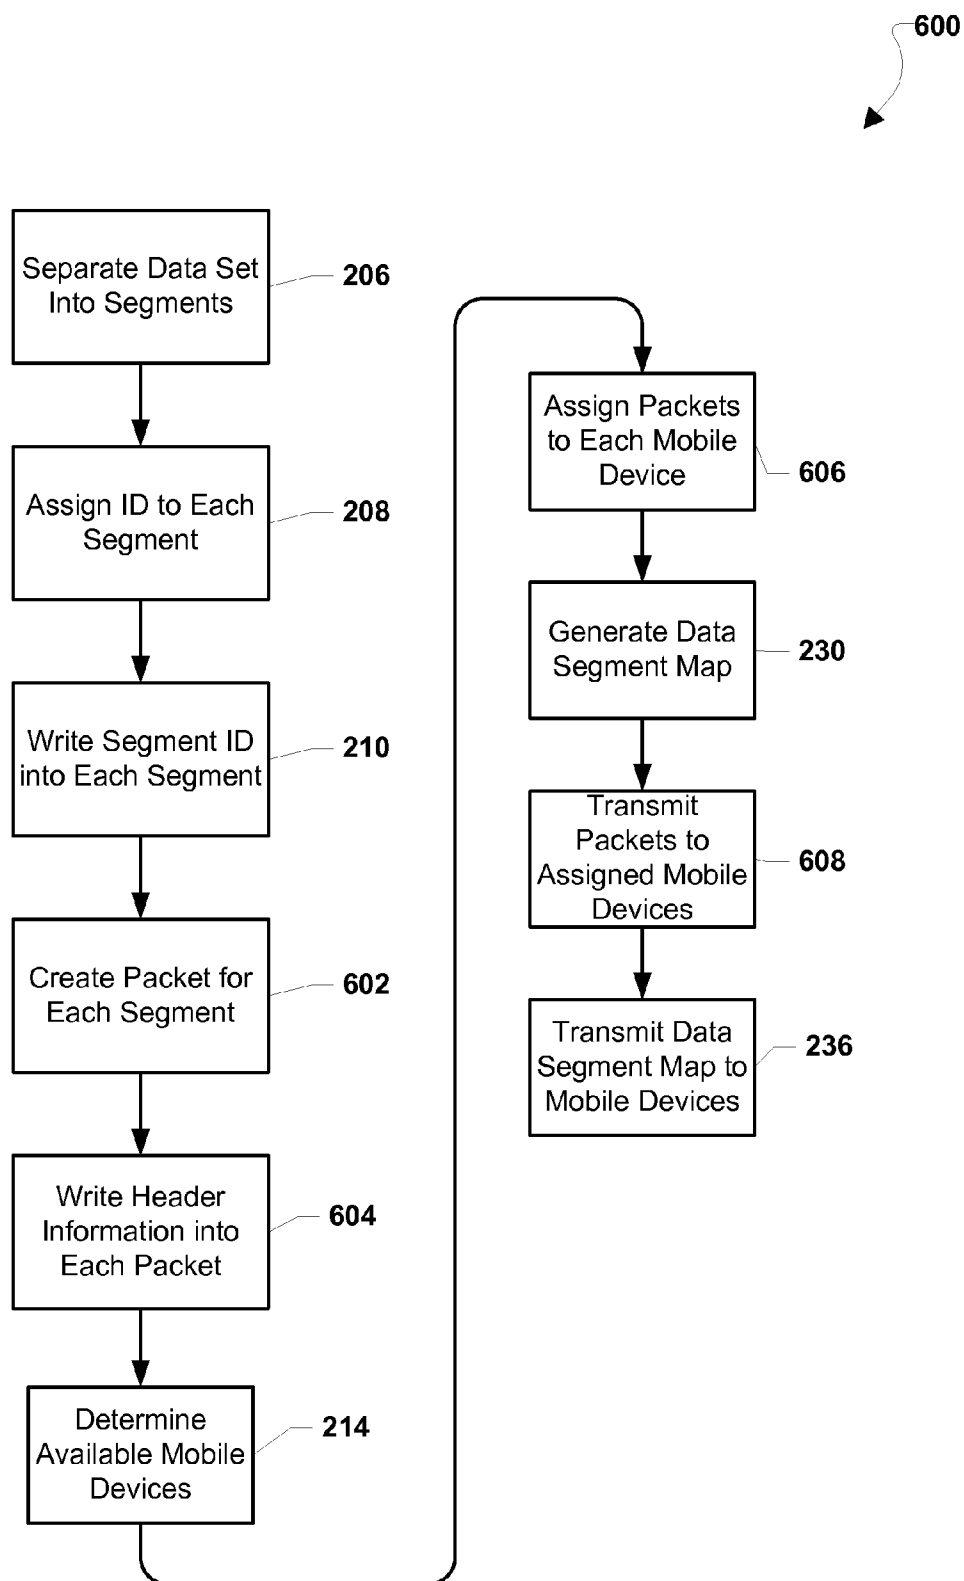 600
Separate Data Set
Into Segments
206
Assign ID to Each
Segment
208
Write Segment ID
into Each Segment
210
Create Packet for
Each Segment
602
Write Header
Information into
Each Packet
604
Determine
Available Mobile
Devices
214
Assign Packets
to Each Mobile
Device
606
Generate Data
Segment Map
230
Transmit
Packets to
Assigned Mobile
Devices
608
Transmit Data
Segment Map to
Mobile Devices
236